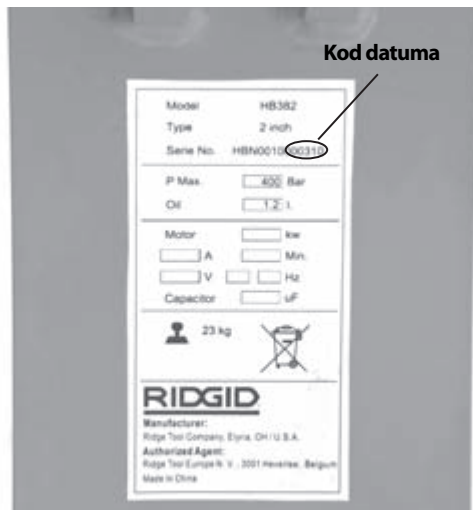 Kod datuma
Model HB382
Type 2 inch
Serie No. HBN0010 00310
P Max. 400 Bar
Oil 1.2 l.
Motor kw
A Min.
V Hz
Capacitor uF
23 kg
RIDGID
Manufacturer:
Ridge Tool Company, Elyria, OH / U.S.A.
Authorized Agent:
Ridge Tool Europe N. V., 3001 Heverlee, Belgium
Made in China